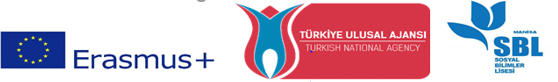 Erasmus+
TÜRKİYE ULUSAL AJANSI
TURKISH NATIONAL AGENCY
MANİSA
SBL
SOSYAL
BİLİMLER
LİSESİ